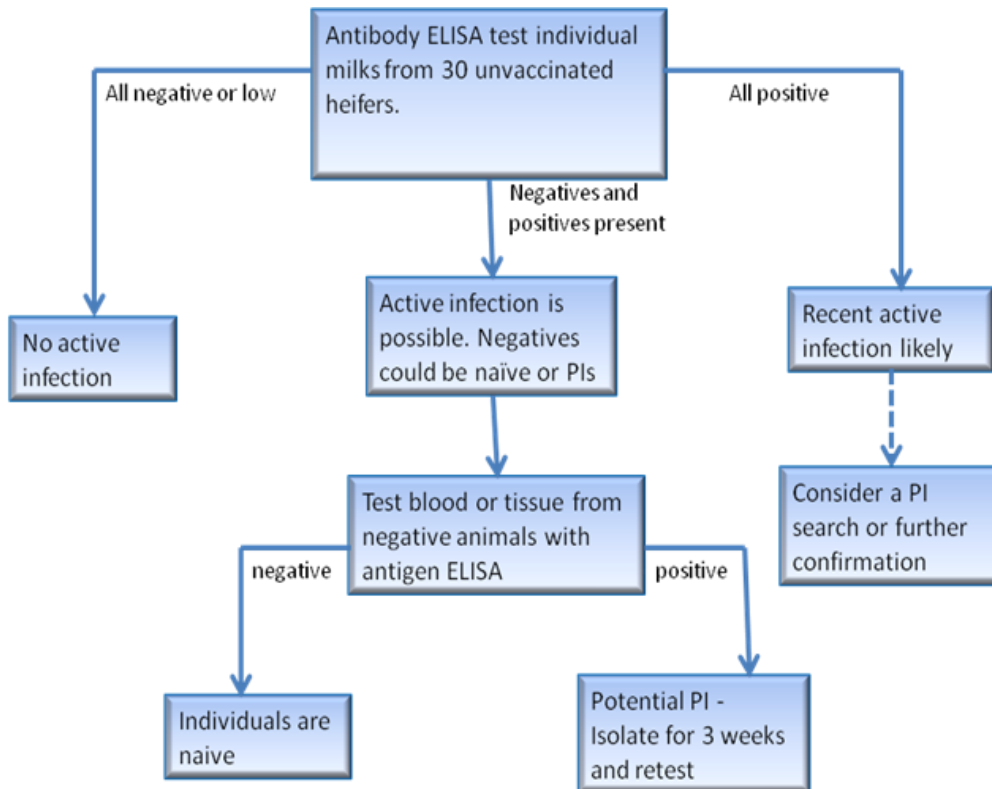 Antibody ELISA test individual
milks from 30 unvaccinated
heifers.
All negative or low
All positive
Negatives and
positives present
No active
infection
Active infection is
possible. Negatives
could be naïve or PIs
Recent active
infection likely
Test blood or tissue from
negative animals with
antigen ELISA
Consider a PI
search or further
confirmation
negative
positive
Individuals are
naive
Potential PI -
Isolate for 3 weeks
and retest